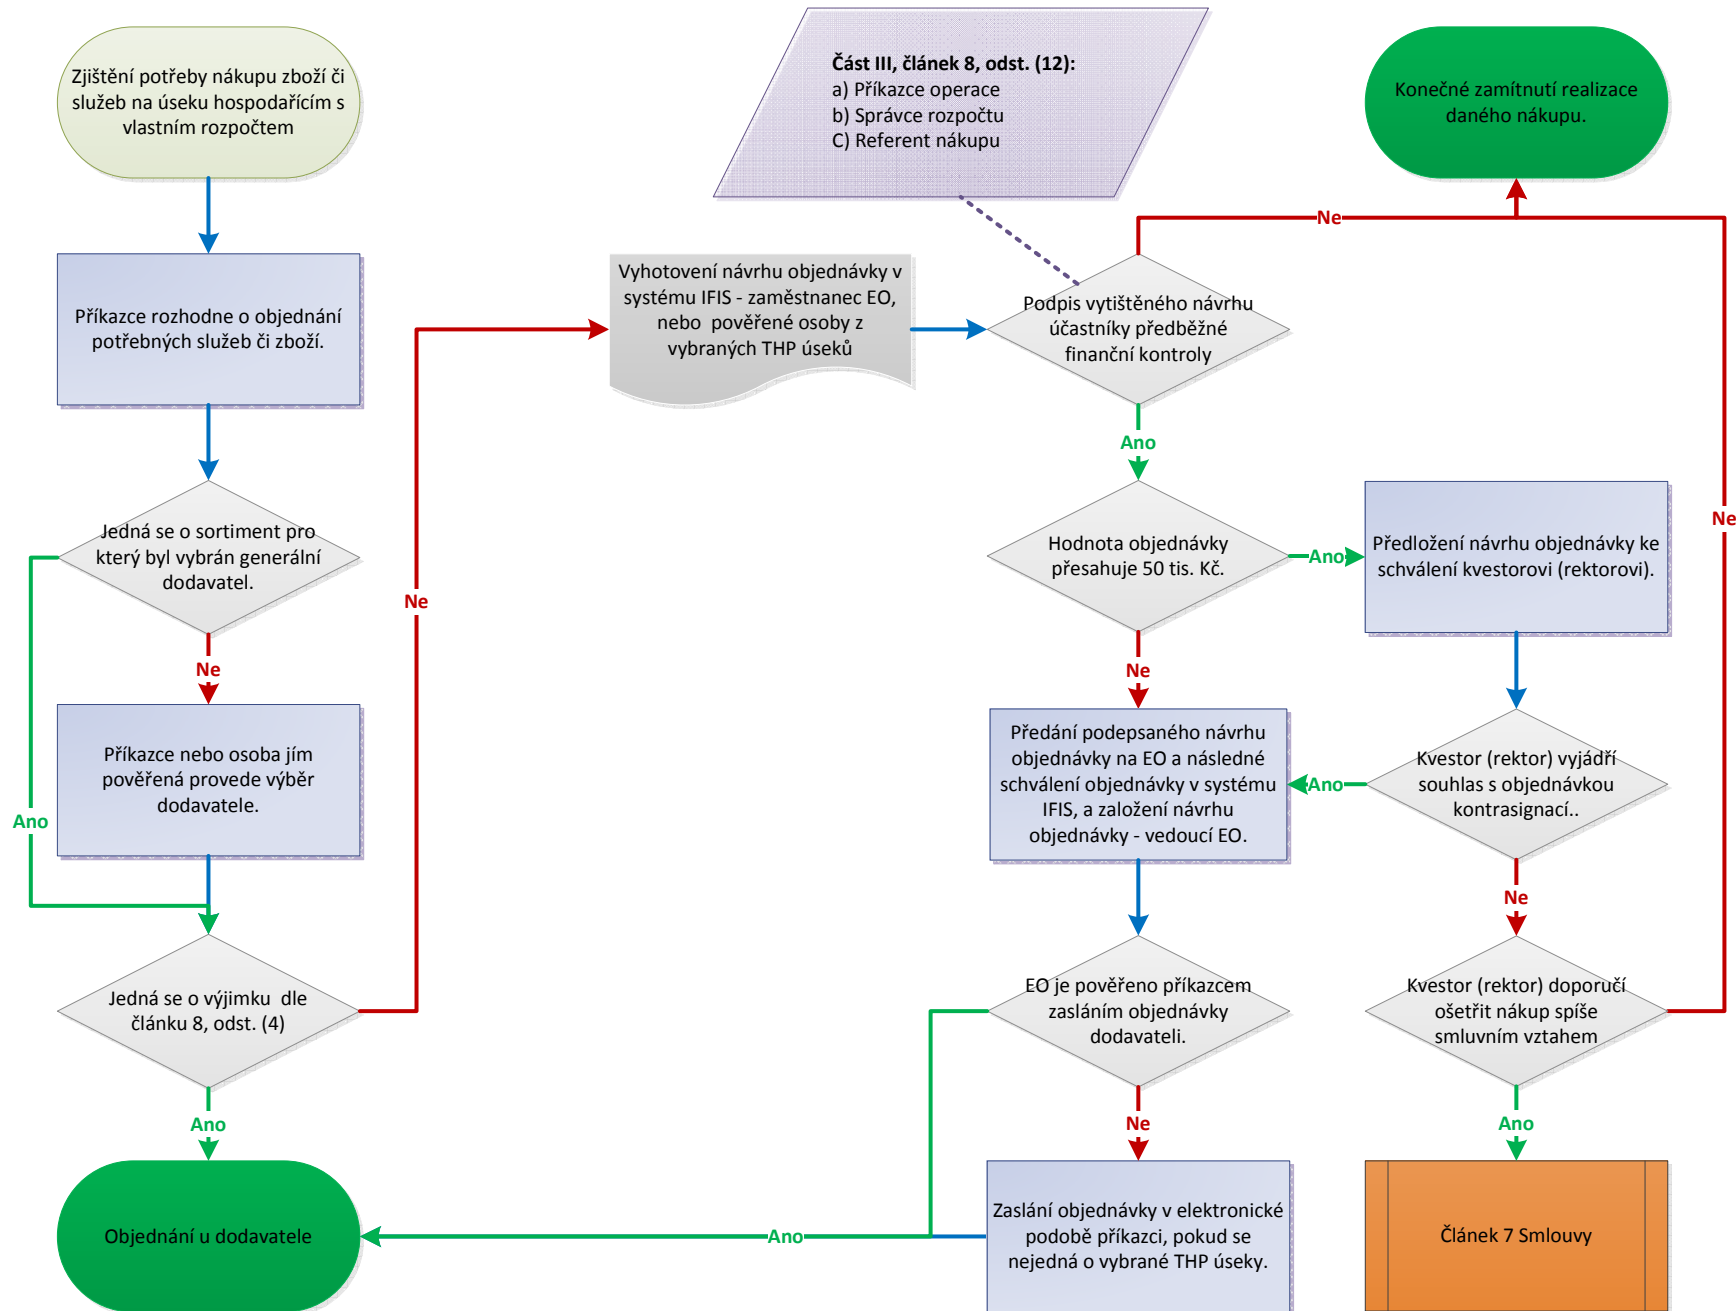 Zjištění potřeby nákupu zboží či
služeb na úseku hospodařícím s
vlastním rozpočtem
Příkazce rozhodne o objednání
potřebných služeb či zboží.
Jedná se o sortiment pro
který byl vybrán generální
dodavatel.
Ne
Příkazce nebo osoba jím
pověřená provede výběr
dodavatele.
Ano
Jedná se o výjimku dle
článku 8, odst. (4)
Ano
Objednání u dodavatele
Ne
Vyhotovení návrhu objednávky v
systému IFIS - zaměstnanec EO,
nebo pověřené osoby z
vybraných THP úseků
Část III, článek 8, odst. (12):
a) Příkazce operace
b) Správce rozpočtu
C) Referent nákupu
Podpis vytištěného návrhu
účastníky předběžné
finanční kontroly
Ne
Konečné zamítnutí realizace
daného nákupu.
Ano
Hodnota objednávky
přesahuje 50 tis. Kč.
Ano
Předložení návrhu objednávky ke
schválení kvestorovi (rektorovi).
Ne
Ne
Předání podepsaného návrhu
objednávky na EO a následné
schválení objednávky v systému
IFIS, a založení návrhu
objednávky - vedoucí EO.
Ano
Kvestor (rektor) vyjádří
souhlas s objednávkou
kontrasignací..
Ne
EO je pověřeno příkazcem
zasláním objednávky
dodavateli.
Kvestor (rektor) doporučí
ošetřit nákup spíše
smluvním vztahem
Ne
Ano
Ano
Zaslání objednávky v elektronické
podobě příkazci, pokud se
nejedná o vybrané THP úseky.
Článek 7 Smlouvy